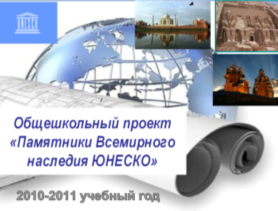 Общешкольный проект
«Памятники Всемирного
наследия ЮНЕСКО»
2010-2011 учебный год